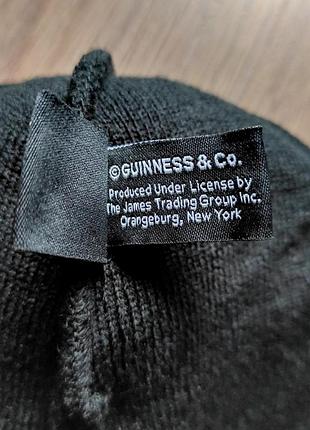 ©GUINNESS & Co.
Produced Under License by
The James Trading Group Inc.
Orangeburg, New York